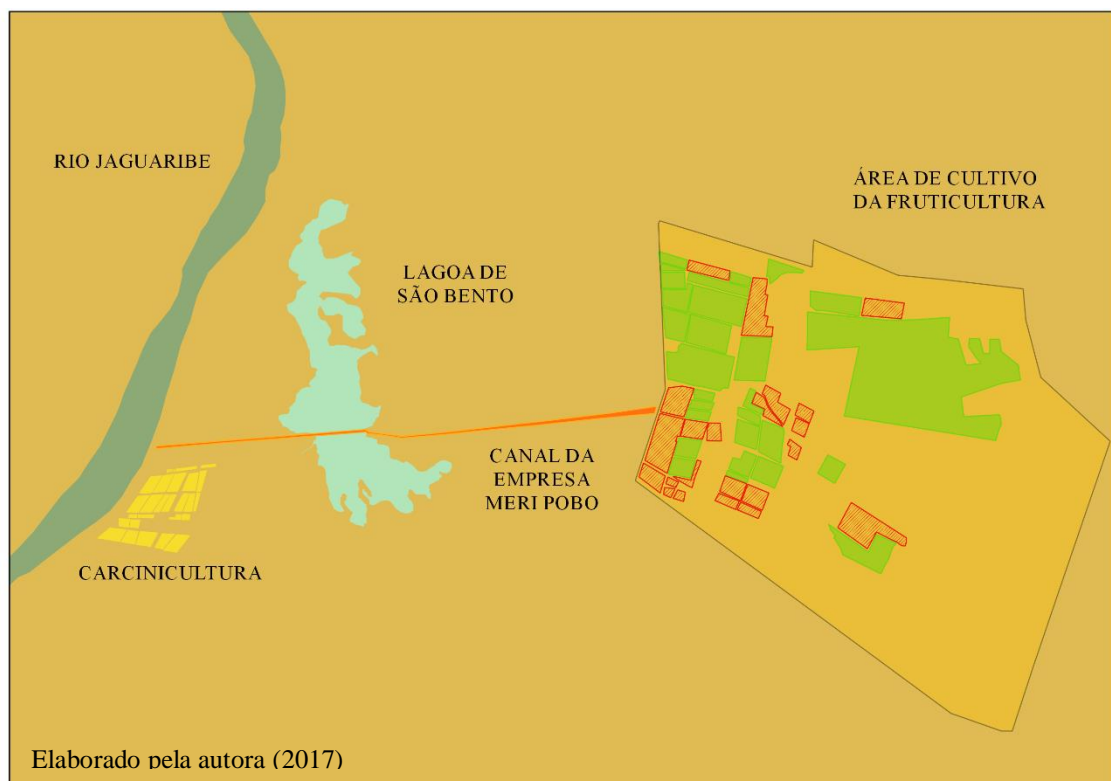 RIO JAGUARIBE
ÁREA DE CULTIVO
DA FRUTICULTURA
LAGOA DE
SÃO BENTO
CANAL DA
EMPRESA
MERI POBO
CARCINICULTURA
Elaborado pela autora (2017)